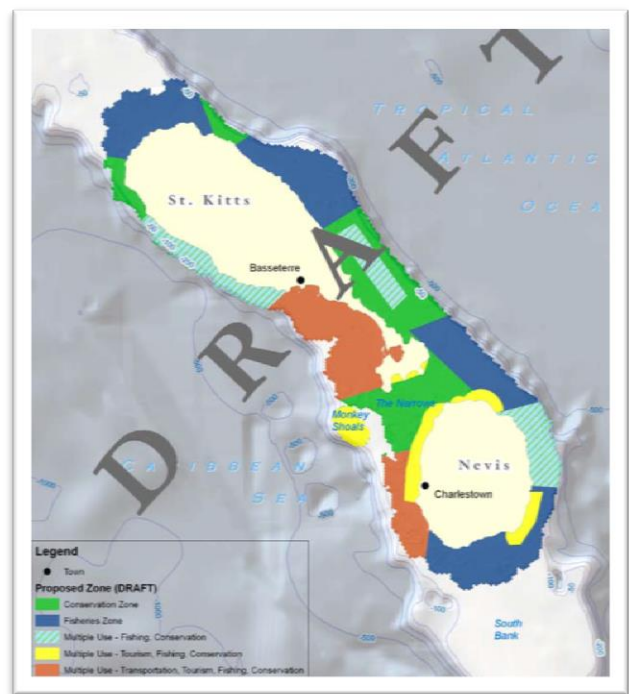 DRAFT
TROPICAL
ATLANTIC
OCEA
St. Kitts
Basseterre
The Narrows
Monkey
Shoals
CARIBBEAN
SEA
Nevis
Charlestown
South
Bank
Legend
Town
Proposed Zone (DRAFT)
Conservation Zone
Fisheries Zone
Multiple Use - Fishing, Conservation
Multiple Use - Tourism, Fishing, Conservation
Multiple Use - Transportation, Tourism, Fishing, Conservation